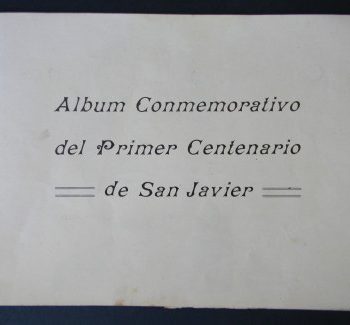 Album Conmemorativo
del Primer Centenario
de San Javier